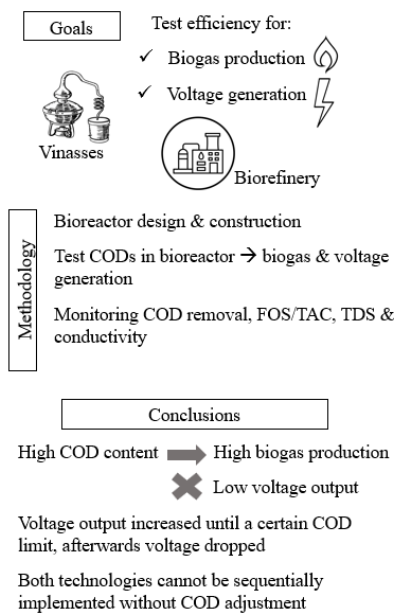 Goals
Test efficiency for:
✓ Biogas production
✓ Voltage generation
Vinasses
Biorefinery
Methodology
Bioreactor design & construction
Test CODs in bioreactor → biogas & voltage
generation
Monitoring COD removal, FOS/TAC, TDS &
conductivity
Conclusions
High COD content
High biogas production
Low voltage output
Voltage output increased until a certain COD
limit, afterwards voltage dropped
Both technologies cannot be sequentially
implemented without COD adjustment